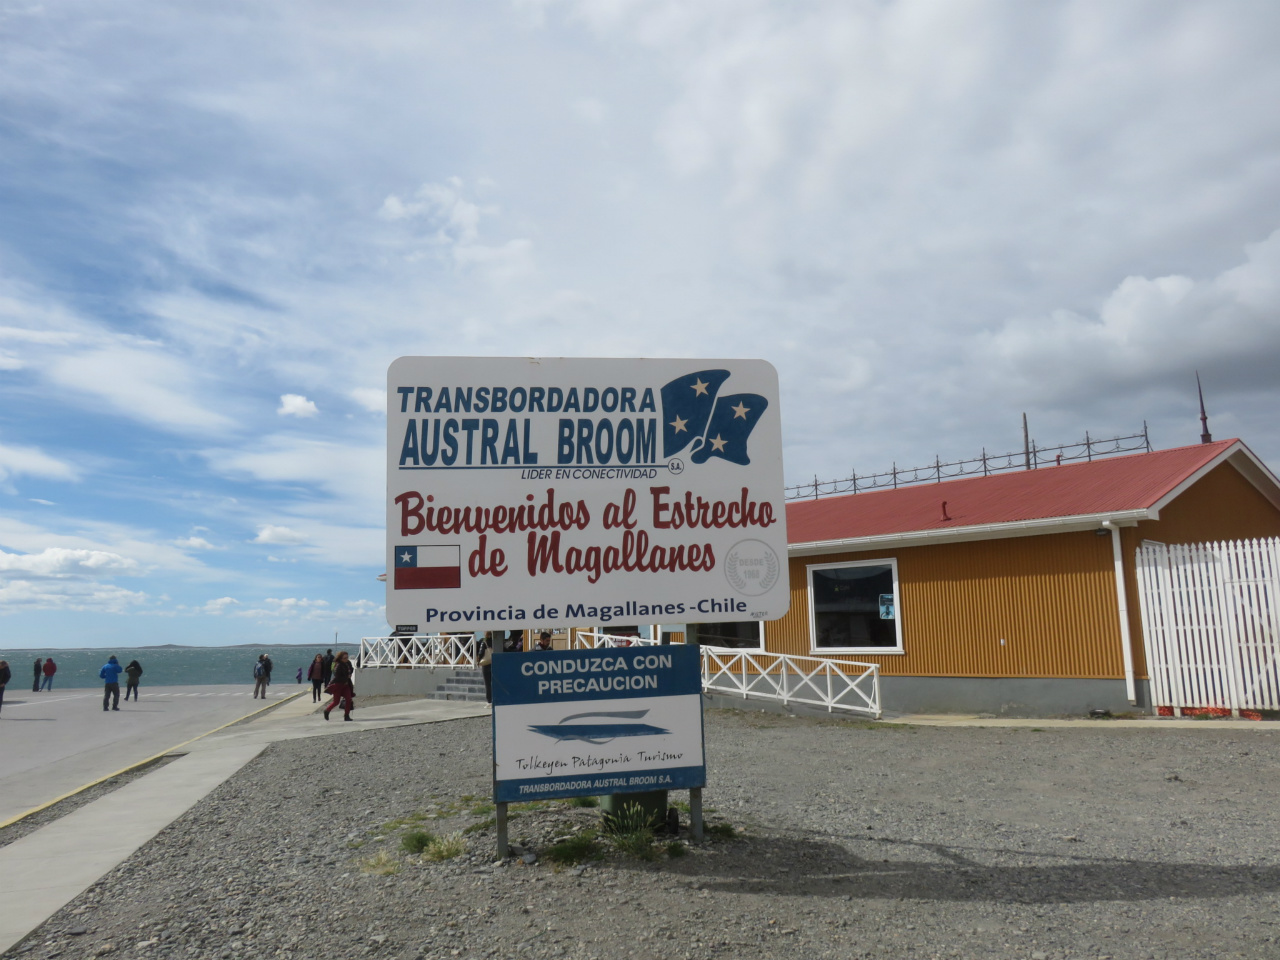 TRANSBORDADORA
AUSTRAL BROOM
LIDER EN CONECTIVIDAD
S.A.
Bienvenidos al Estrecho
de Magallanes
DESDE
Provincia de Magallanes - Chile
CONDUZCA CON
PRECAUCION
Tolkeyen Patagonia Turismo
TRANSBORDADORA AUSTRAL BROOM S.A.